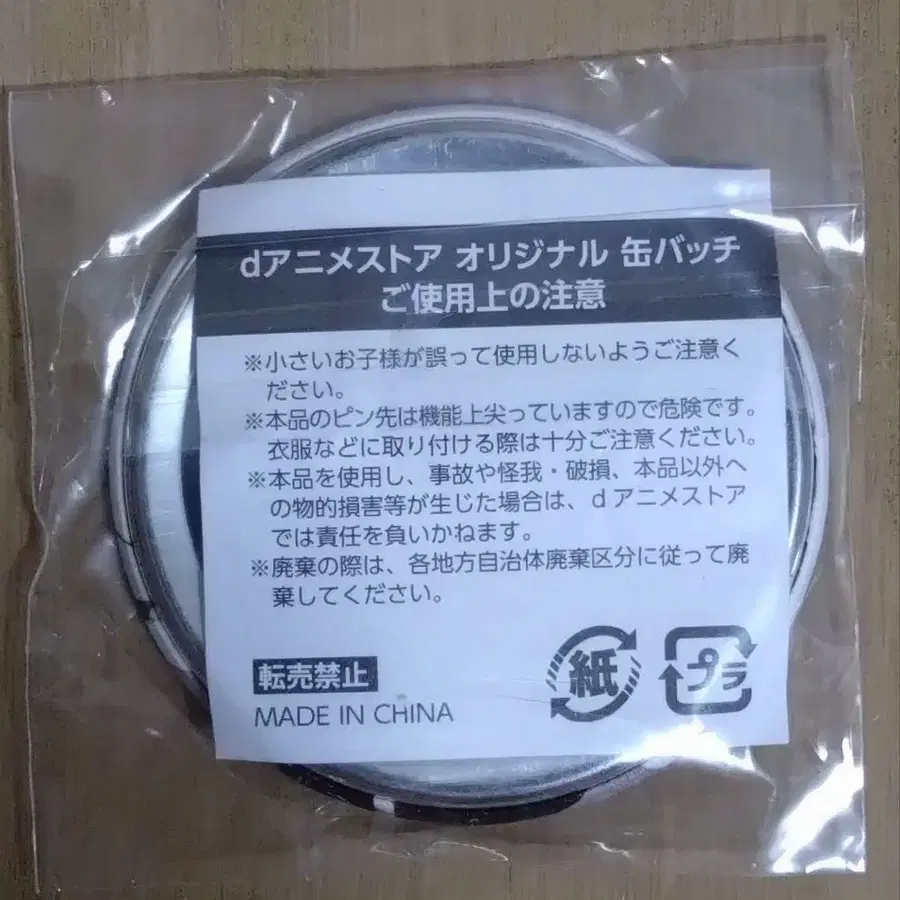 dアニメストア オリジナル 缶バッチ
ご使用上の注意
※小さいお子様が誤って使用しないようご注意く
ださい。
※本品のピン先は機能上尖っていますので危険です。
衣服などに取り付ける際は十分ご注意ください。
※本品を使用し、事故や怪我・破損、本品以外へ
の物的損害等が生じた場合は、dアニメストア
では責任を負いかねます。
※廃棄の際は、各地方自治体廃棄区分に従って廃
棄してください。
転売禁止
MADE IN CHINA
紙
プラ